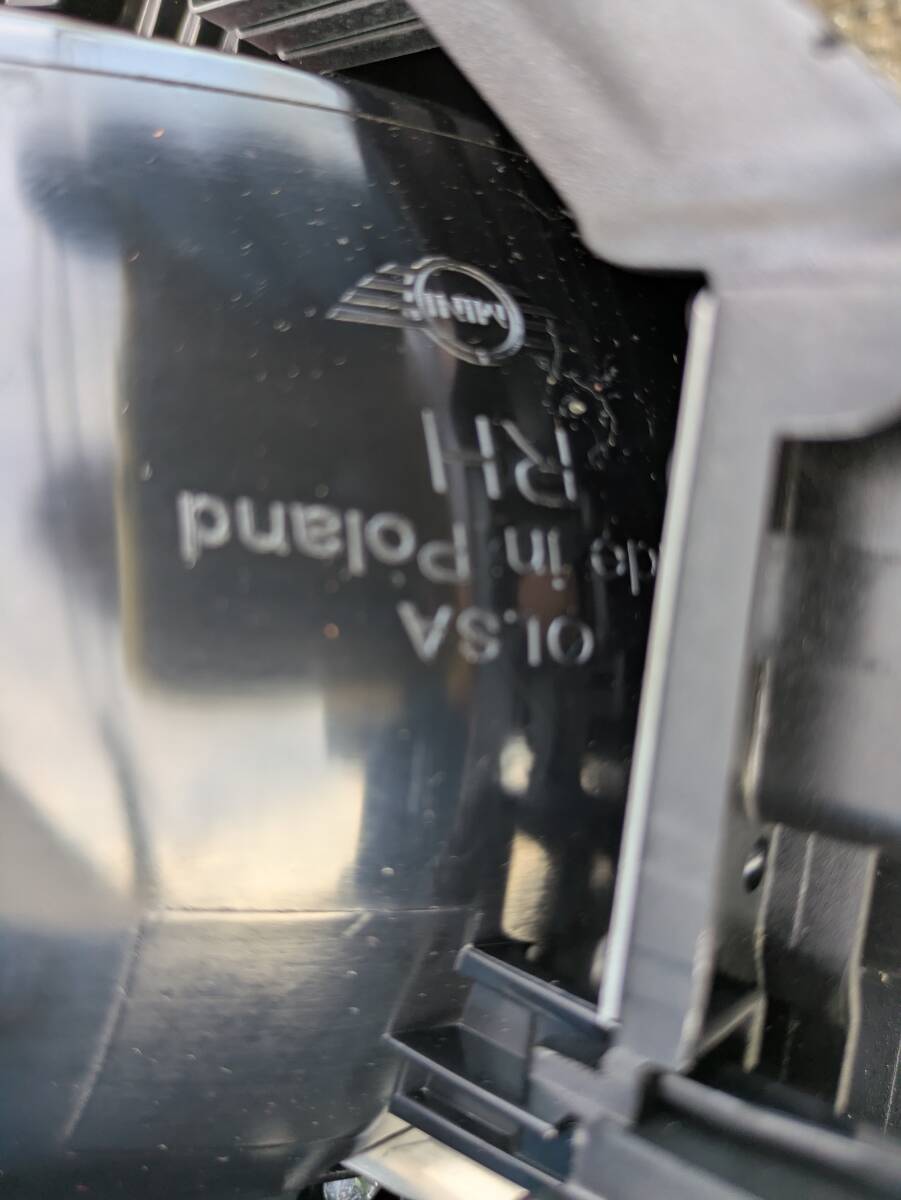 OLSA
de in Poland
RH
MINI